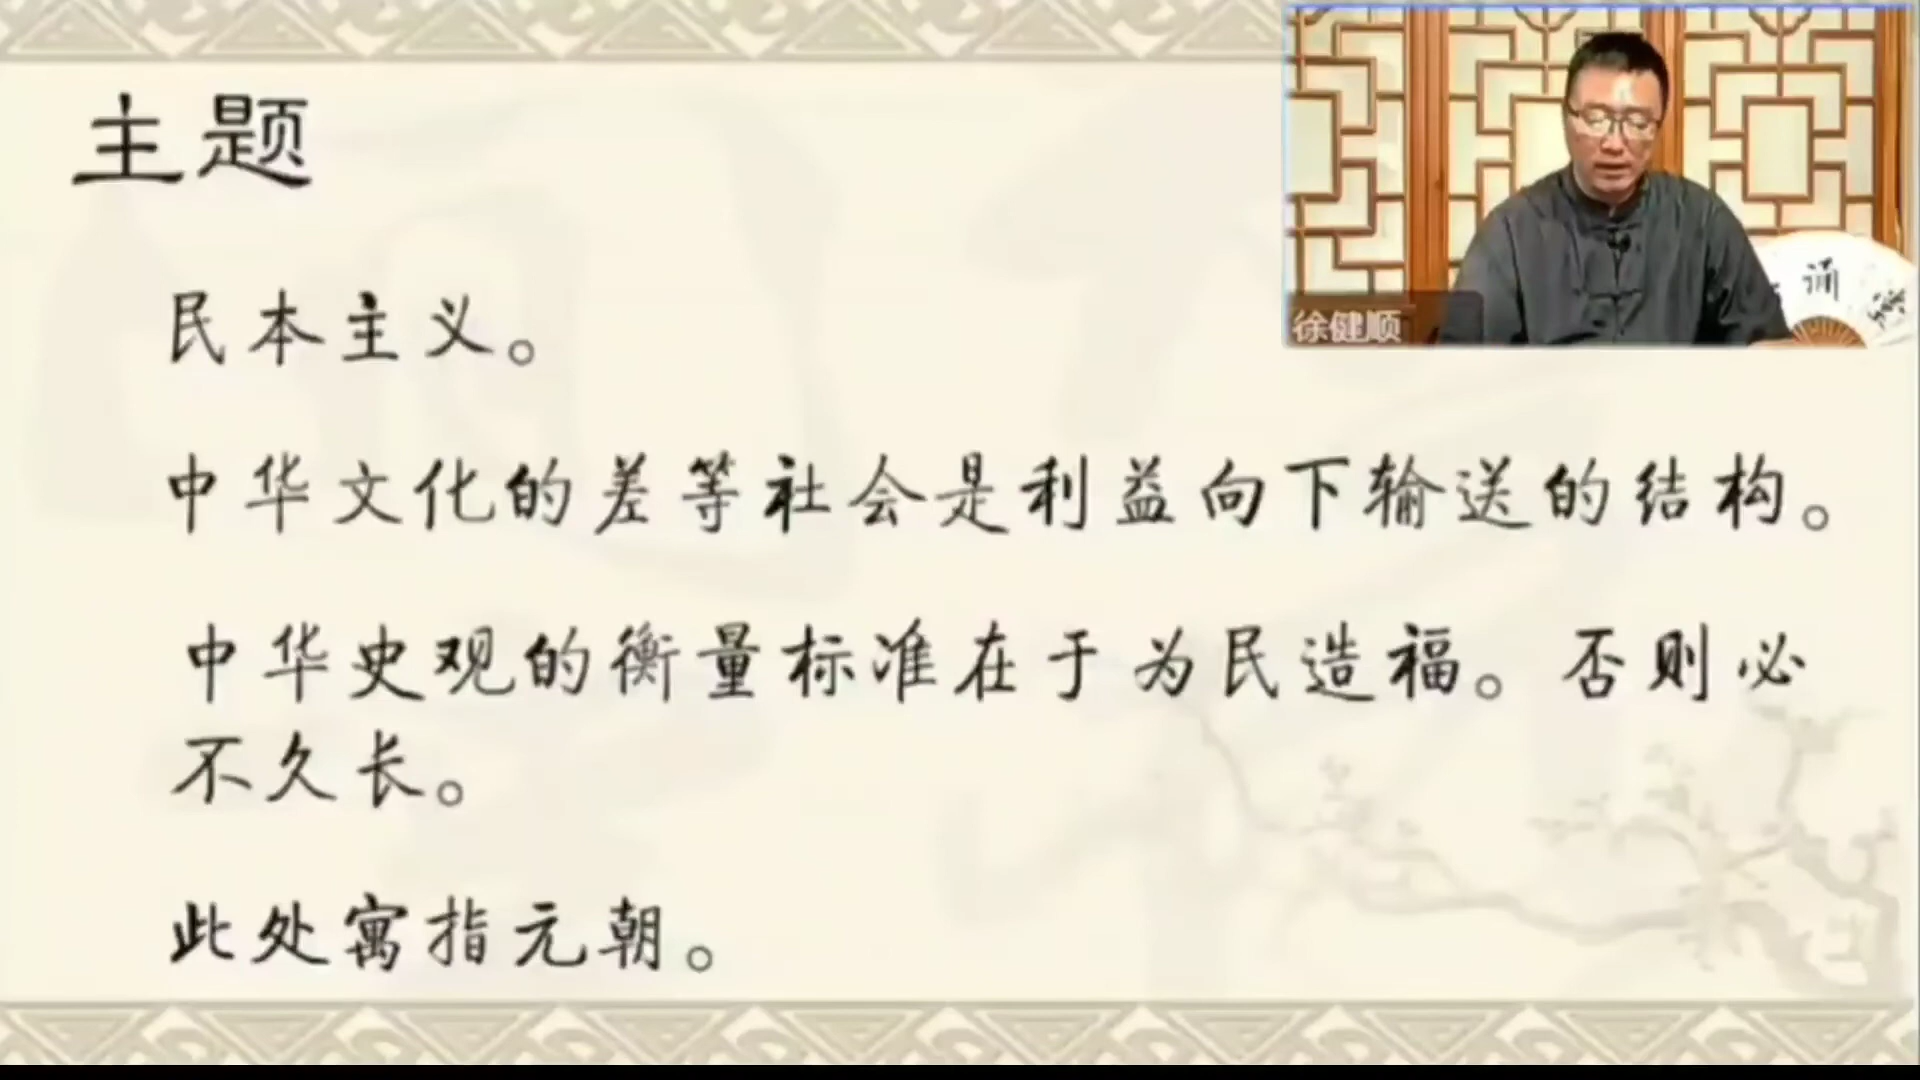 主题
民本主义。
中华文化的差等社会是利益向下输送的结构。
中华史观的衡量标准在于为民造福。否则必
不久长。
此处寓指元朝。
徐健顺
诵